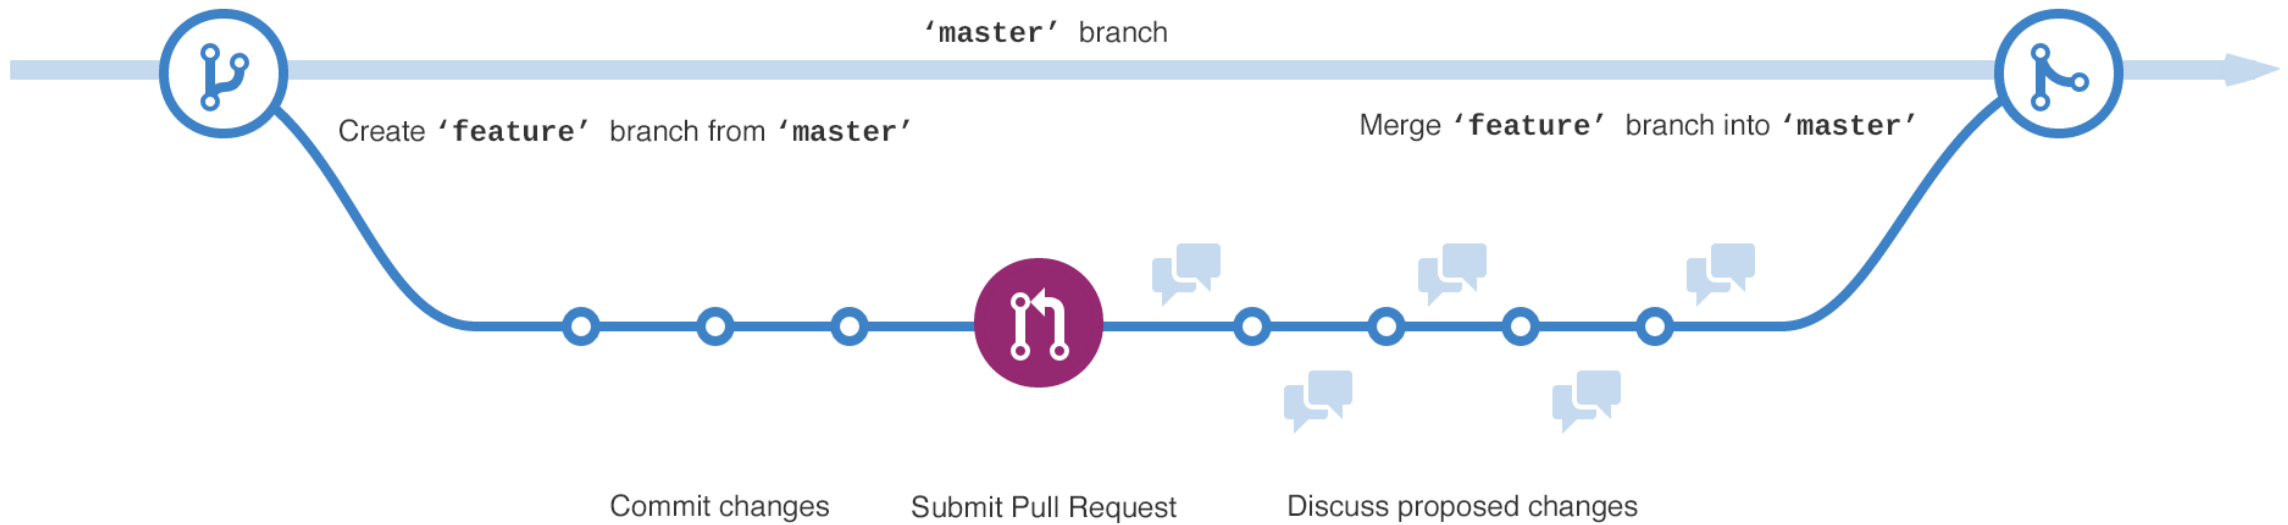 ‘master’ branch
Create ‘feature’ branch from ‘master’
Merge ‘feature’ branch into ‘master’
Commit changes
Submit Pull Request
Discuss proposed changes